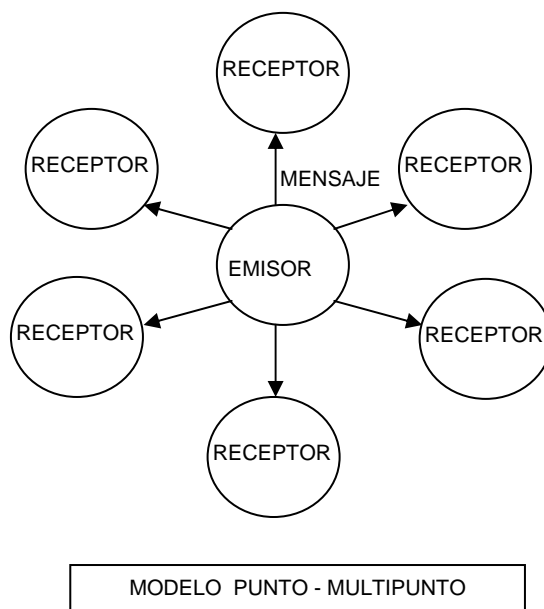 RECEPTOR
RECEPTOR
RECEPTOR
MENSAJE
EMISOR
RECEPTOR
RECEPTOR
RECEPTOR
MODELO PUNTO - MULTIPUNTO